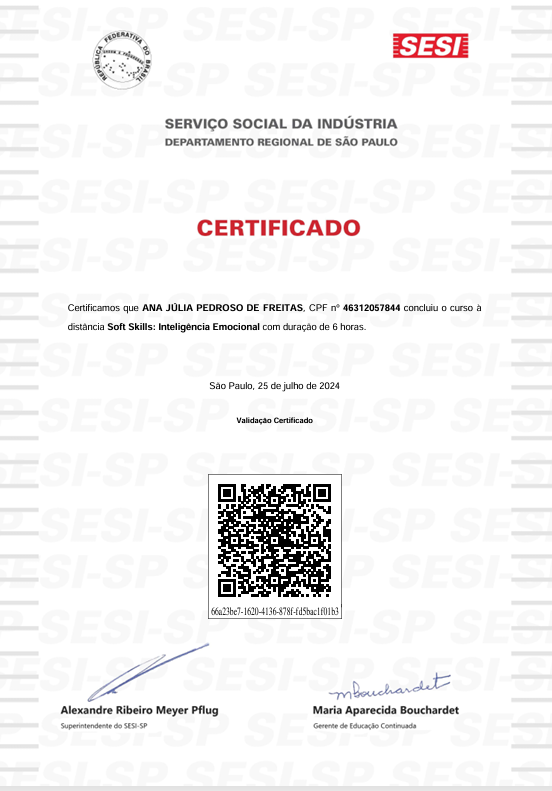 REPÚBLICA FEDERATIVA DO BRASIL
SESI
SERVIÇO SOCIAL DA INDÚSTRIA
DEPARTAMENTO REGIONAL DE SÃO PAULO
CERTIFICADO
Certificamos que ANA JÚLIA PEDROSO DE FREITAS, CPF nº 46312057844 concluiu o curso à
distância Soft Skills: Inteligência Emocional com duração de 6 horas.
São Paulo, 25 de julho de 2024
Validação Certificado
66a23be7-1620-4136-878f-fd5bac1f01b3
MBouchardet
Alexandre Ribeiro Meyer Pflug
Maria Aparecida Bouchardet
Superintendente do SESI-SP
Gerente de Educação Continuada